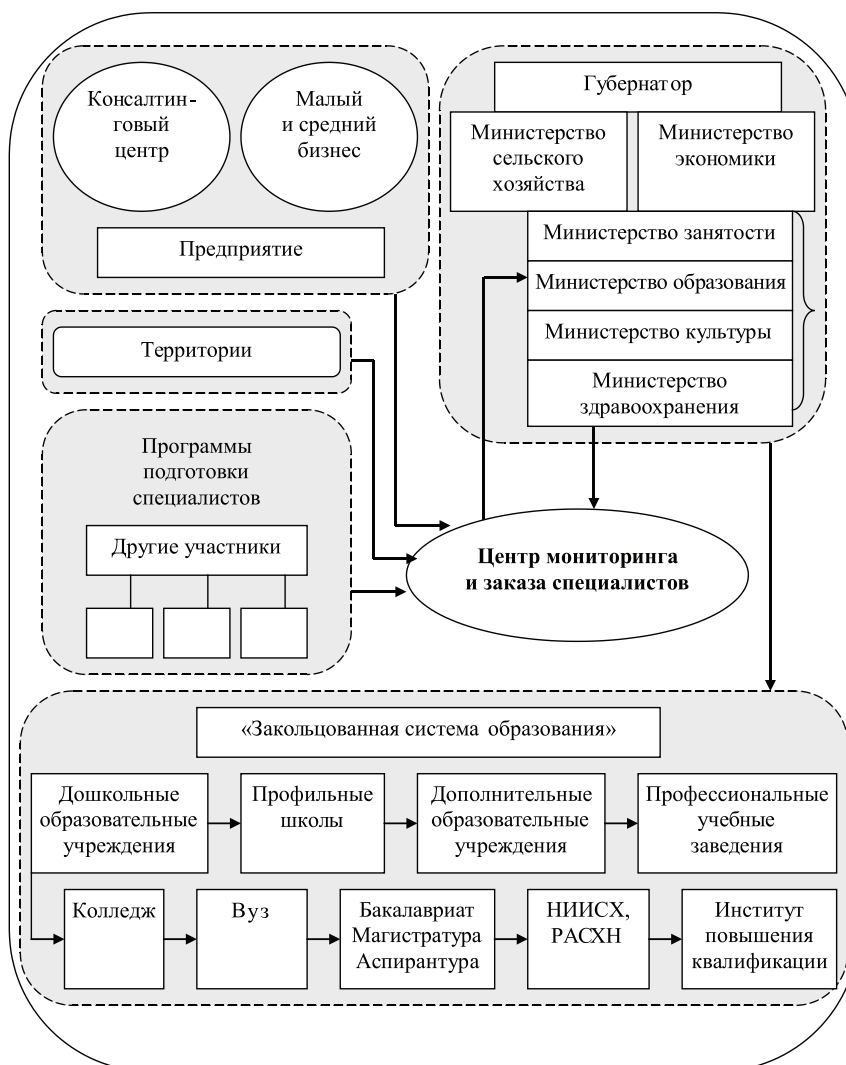 Консалтин-
говый
центр
Малый
и средний
бизнес
Предприятие
Губернатор
Министерство
сельского
хозяйства
Министерство
экономики
Министерство занятости
Министерство образования
Министерство культуры
Министерство
здравоохранения
Территории
Программы
подготовки
специалистов
Другие участники
Центр мониторинга
и заказа специалистов
«Закольцованная система образования»
Дошкольные
образовательные
учреждения
Профильные
школы
Дополнительные
образовательные
учреждения
Профессиональные
учебные
заведения
Колледж
Вуз
Бакалавриат
Магистратура
Аспирантура
НИИСХ,
РАСХН
Институт
повышения
квалификации